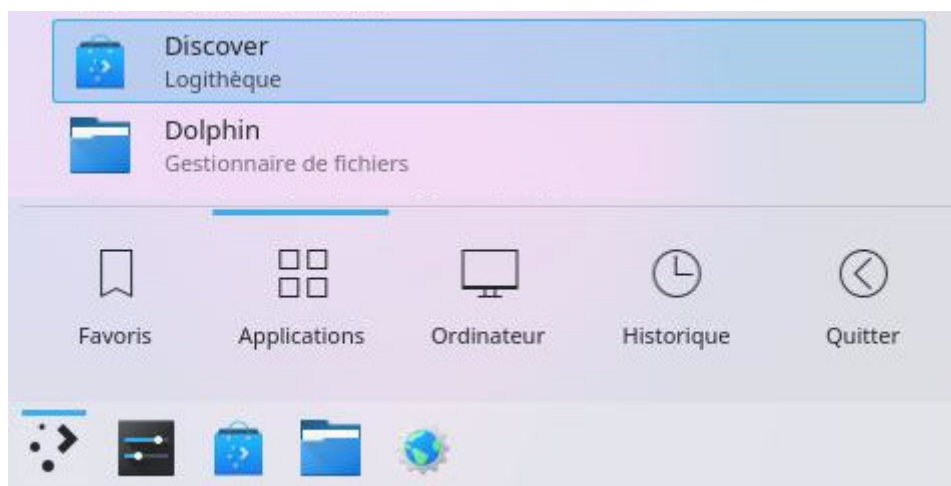 Discover
Logithèque
Dolphin
Gestionnaire de fichiers
Favoris Applications Ordinateur Historique Quitter